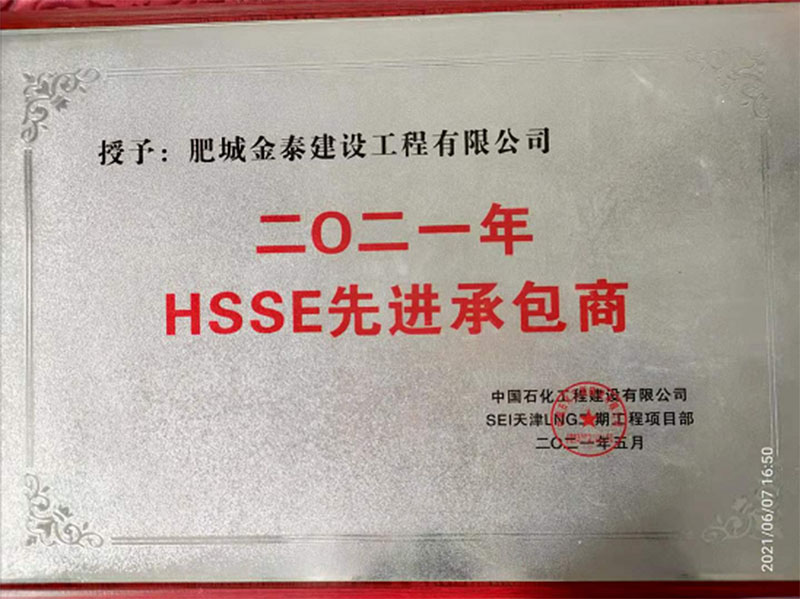 授予：肥城金泰建设工程有限公司
二O二一年
HSSE先进承包商
中国石化工程建设有限公司
SEI天津LNG二期工程项目部
二O二一年五月
2021/06/07 16:50